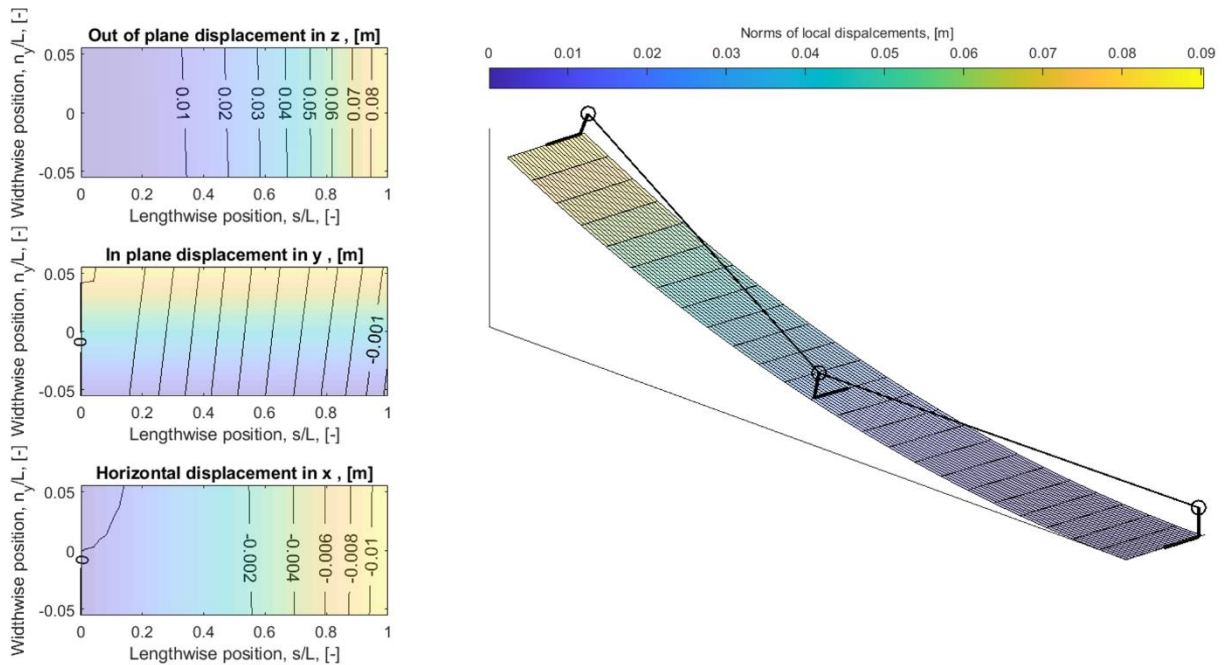 Out of plane displacement in z , [m]
Widthwise position, n_y/L, [-]
0.05
0
-0.05
0.01
0.02
0.03
0.04
0.05
0.06
0.07
0.08
0 0.2 0.4 0.6 0.8 1
Lengthwise position, s/L, [-]
In plane displacement in y , [m]
Widthwise position, n_y/L, [-]
0.05
0
-0.05
0
-0.001
0 0.2 0.4 0.6 0.8 1
Lengthwise position, s/L, [-]
Horizontal displacement in x , [m]
Widthwise position, n_y/L, [-]
0.05
0
-0.05
0
-0.002
-0.004
-0.006
-0.008
-0.01
0 0.2 0.4 0.6 0.8 1
Lengthwise position, s/L, [-]
Norms of local dispalcements, [m]
0 0.01 0.02 0.03 0.04 0.05 0.06 0.07 0.08 0.09